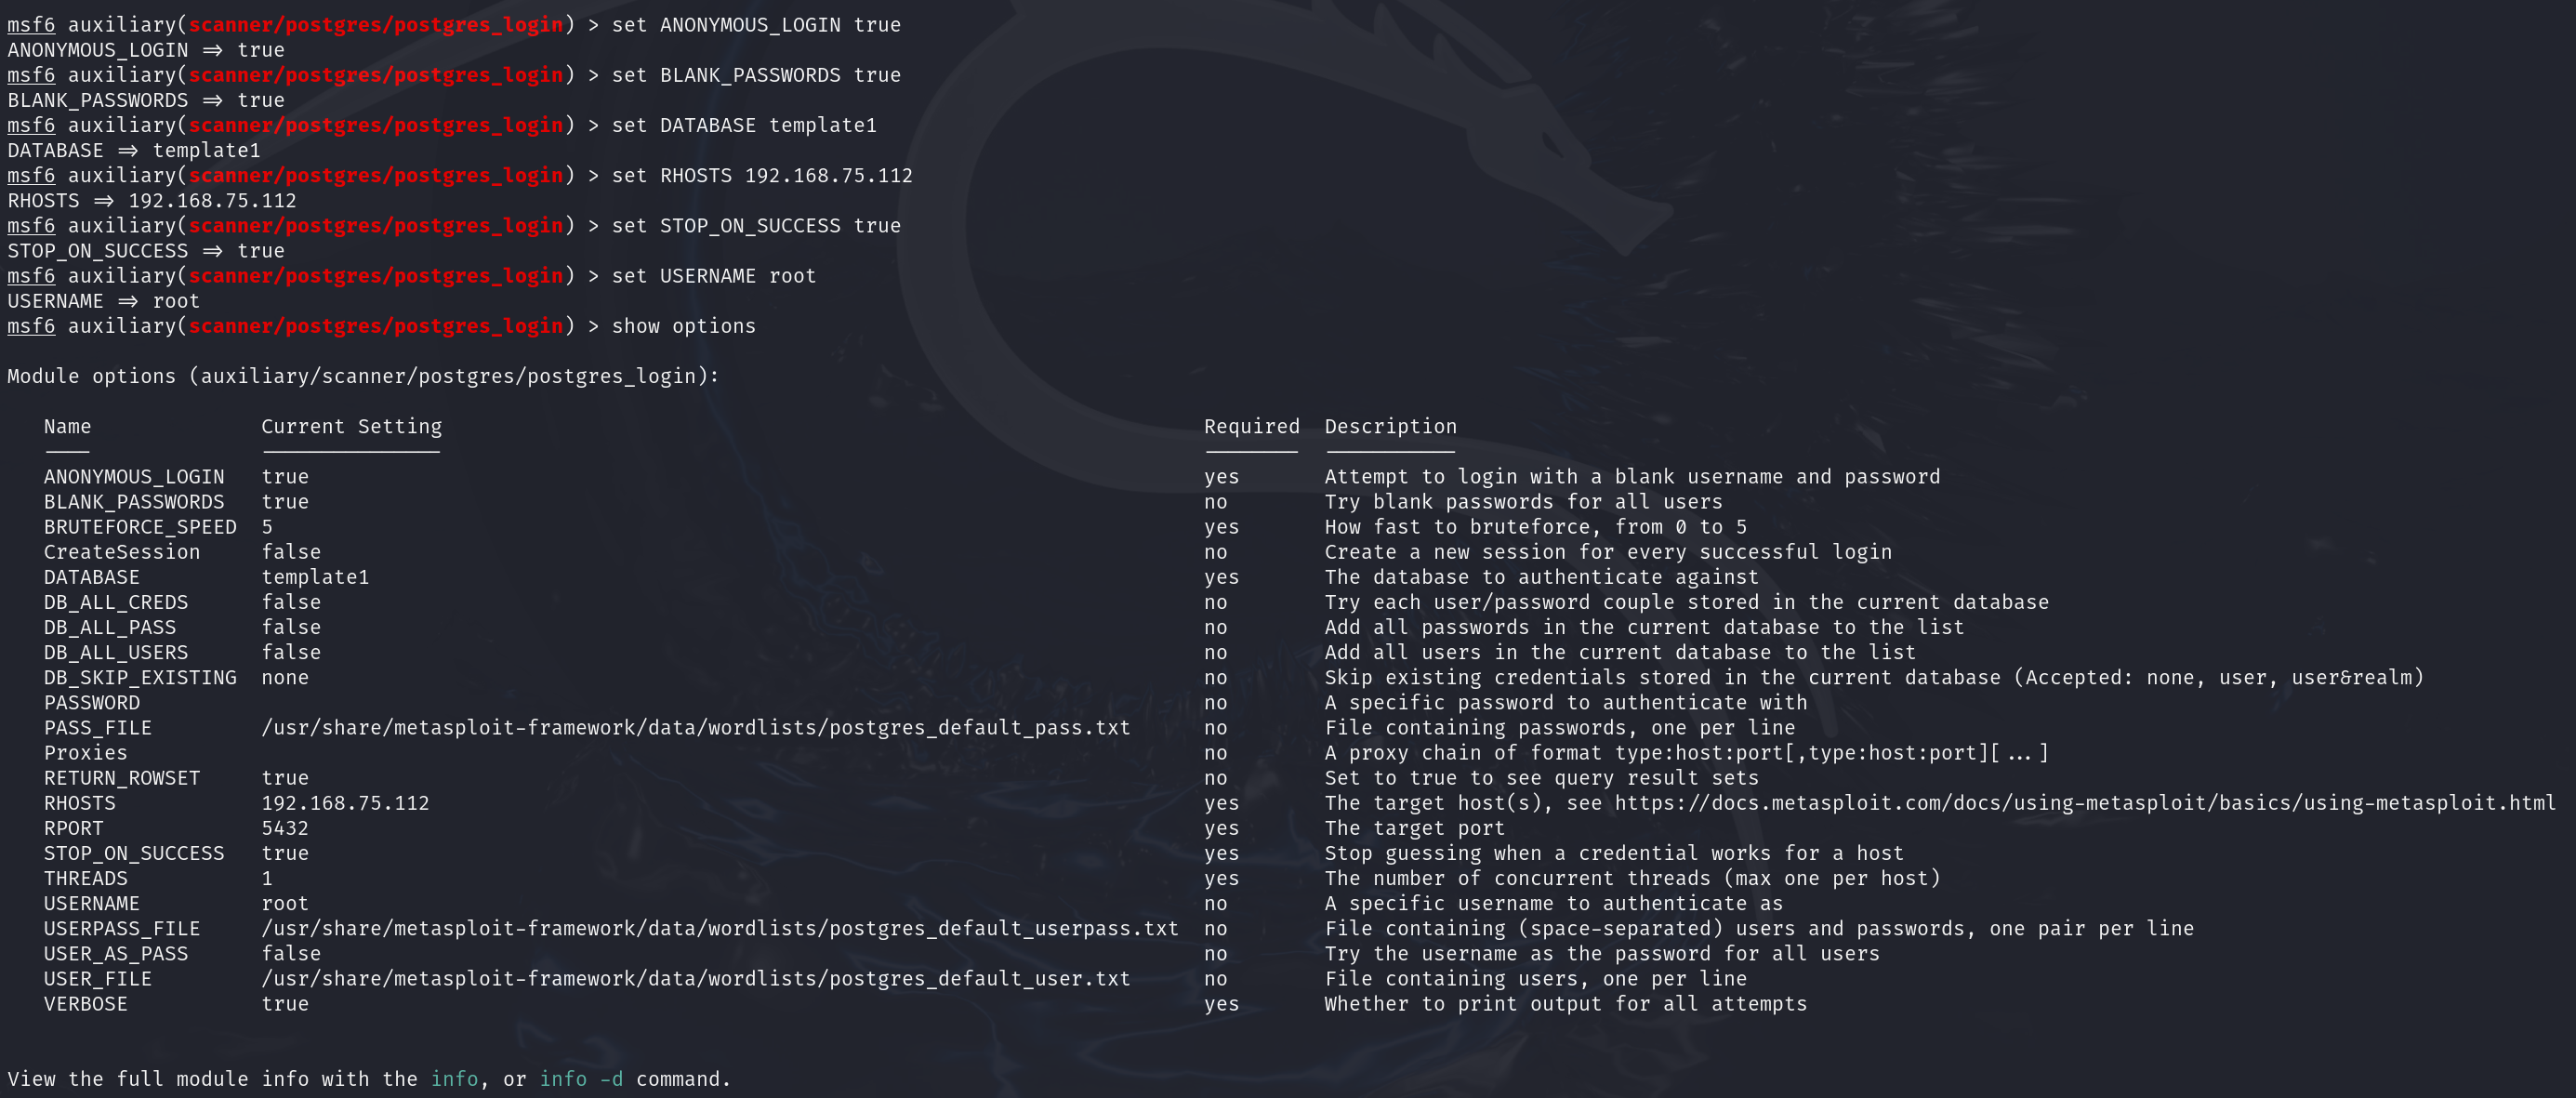 msf6 auxiliary(scanner/postgres/postgres_login) > set ANONYMOUS_LOGIN true
ANONYMOUS_LOGIN => true
msf6 auxiliary(scanner/postgres/postgres_login) > set BLANK_PASSWORDS true
BLANK_PASSWORDS => true
msf6 auxiliary(scanner/postgres/postgres_login) > set DATABASE template1
DATABASE => template1
msf6 auxiliary(scanner/postgres/postgres_login) > set RHOSTS 192.168.75.112
RHOSTS => 192.168.75.112
msf6 auxiliary(scanner/postgres/postgres_login) > set STOP_ON_SUCCESS true
STOP_ON_SUCCESS => true
msf6 auxiliary(scanner/postgres/postgres_login) > set USERNAME root
USERNAME => root
msf6 auxiliary(scanner/postgres/postgres_login) > show options
Module options (auxiliary/scanner/postgres/postgres_login):
Name Current Setting Required Description
---- --------------- -------- -----------
ANONYMOUS_LOGIN true yes Attempt to login with a blank username and password
BLANK_PASSWORDS true no Try blank passwords for all users
BRUTEFORCE_SPEED 5 yes How fast to bruteforce, from 0 to 5
CreateSession false no Create a new session for every successful login
DATABASE template1 yes The database to authenticate against
DB_ALL_CREDS false no Try each user/password couple stored in the current database
DB_ALL_PASS false no Add all passwords in the current database to the list
DB_ALL_USERS false no Add all users in the current database to the list
DB_SKIP_EXISTING none no Skip existing credentials stored in the current database (Accepted: none, user, user&realm)
PASSWORD no A specific password to authenticate with
PASS_FILE /usr/share/metasploit-framework/data/wordlists/postgres_default_pass.txt no File containing passwords, one per line
Proxies no A proxy chain of format type:host:port[,type:host:port][...]
RETURN_ROWSET true no Set to true to see query result sets
RHOSTS 192.168.75.112 yes The target host(s), see https://docs.metasploit.com/docs/using-metasploit/basics/using-metasploit.html
RPORT 5432 yes The target port
STOP_ON_SUCCESS true yes Stop guessing when a credential works for a host
THREADS 1 yes The number of concurrent threads (max one per host)
USERNAME root no A specific username to authenticate as
USERPASS_FILE /usr/share/metasploit-framework/data/wordlists/postgres_default_userpass.txt no File containing (space-separated) users and passwords, one pair per line
USER_AS_PASS false no Try the username as the password for all users
USER_FILE /usr/share/metasploit-framework/data/wordlists/postgres_default_user.txt no File containing users, one per line
VERBOSE true yes Whether to print output for all attempts
View the full module info with the info, or info -d command.